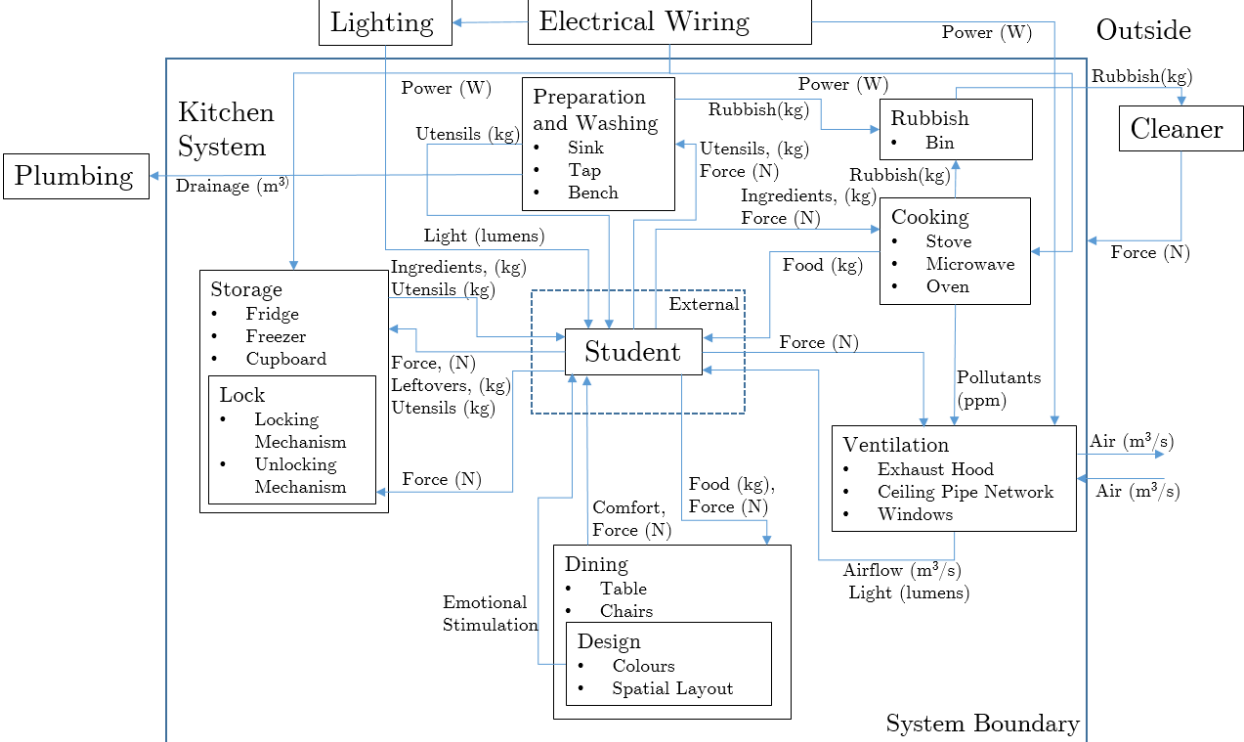 Lighting
Electrical Wiring
Power (W)
Outside
Rubbish(kg)
Kitchen
System
Power (W)
Preparation
and Washing
• Sink
• Tap
• Bench
Power (W)
Rubbish(kg)
Rubbish
• Bin
Cleaner
Utensils (kg)
Plumbing
Drainage (m³)
Utensils, (kg)
Force (N)
Rubbish(kg)
Ingredients, (kg)
Force (N)
Cooking
• Stove
• Microwave
• Oven
Force (N)
Light (lumens)
Food (kg)
Ingredients, (kg)
Utensils (kg)
Storage
• Fridge
• Freezer
• Cupboard
External
Student
Force (N)
Force, (N)
Leftovers, (kg)
Utensils (kg)
Lock
• Locking
Mechanism
• Unlocking
Mechanism
Pollutants
(ppm)
Force (N)
Ventilation
• Exhaust Hood
• Ceiling Pipe Network
• Windows
Air (m³/s)
Air (m³/s)
Comfort,
Force (N)
Food (kg),
Force (N)
Dining
• Table
• Chairs
Airflow (m³/s)
Light (lumens)
Emotional
Stimulation
Design
• Colours
• Spatial Layout
System Boundary